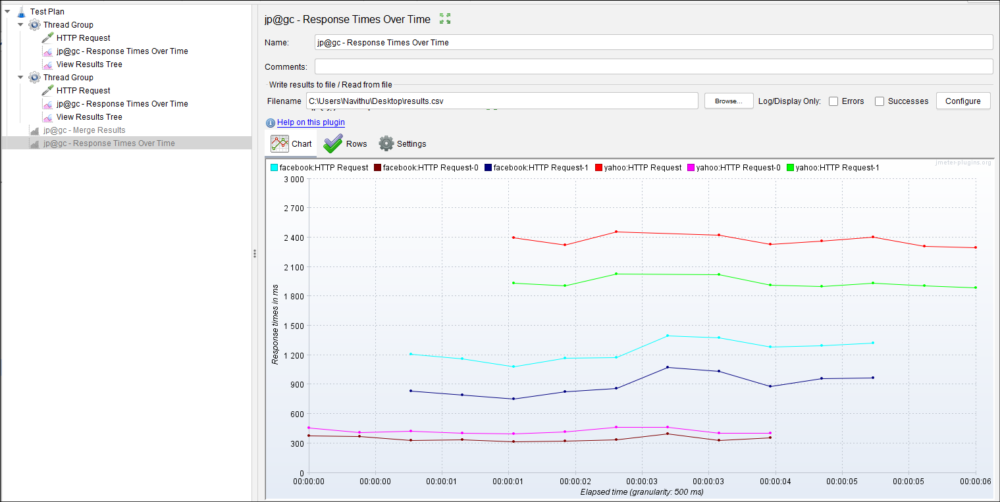 Test Plan
Thread Group
HTTP Request
jp@gc - Response Times Over Time
View Results Tree
Thread Group
HTTP Request
jp@gc - Response Times Over Time
View Results Tree
jp@gc - Merge Results
jp@gc - Response Times Over Time
jp@gc - Response Times Over Time
Name: jp@gc - Response Times Over Time
Comments:
Write results to file / Read from file
Filename C:\Users\Navithu\Desktop\results.csv Browse... Log/Display Only: Errors Successes Configure
Help on this plugin
Chart Rows Settings
jmeter-plugins.org
facebook:HTTP Request facebook:HTTP Request-0 facebook:HTTP Request-1 yahoo:HTTP Request yahoo:HTTP Request-0 yahoo:HTTP Request-1
3 000
2 700
2 400
2 100
1 800
1 500
1 200
900
600
300
0
Response times in ms
00:00:00 00:00:00 00:00:01 00:00:01 00:00:02 00:00:03 00:00:03 00:00:04 00:00:05 00:00:05 00:00:06
Elapsed time (granularity: 500 ms)